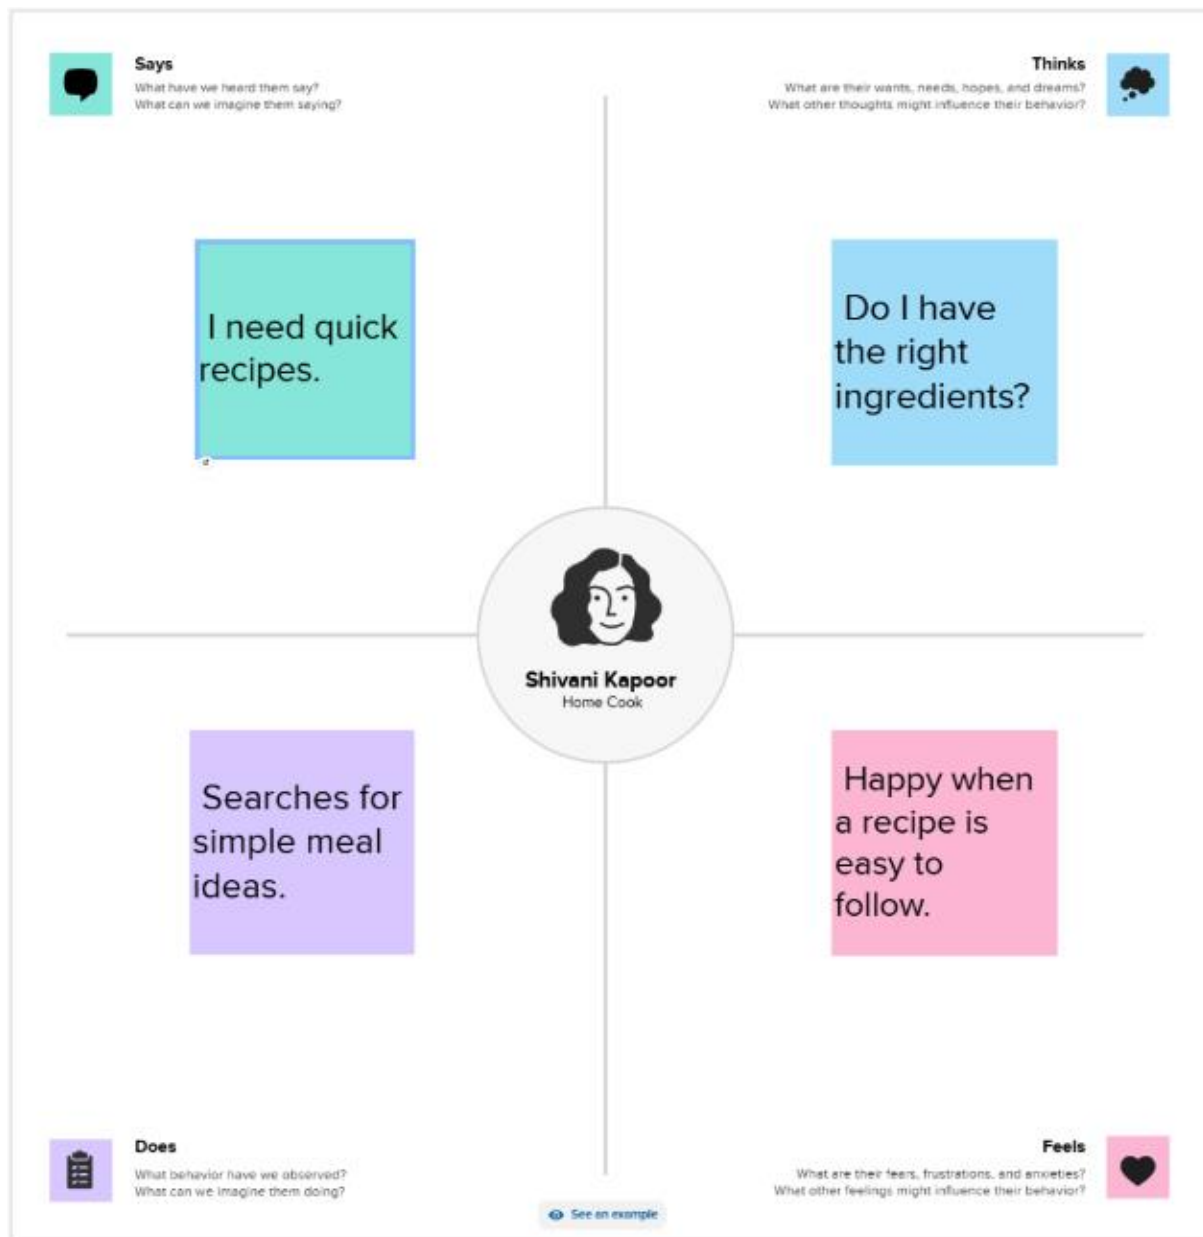 Says
What have we heard them say?
What can we imagine them saying?
Thinks
What are their wants, needs, hopes, and dreams?
What other thoughts might influence their behavior?
I need quick
recipes.
Do I have
the right
ingredients?
Shivani Kapoor
Home Cook
Searches for
simple meal
ideas.
Happy when
a recipe is
easy to
follow.
Does
What behavior have we observed?
What can we imagine them doing?
Feels
What are their fears, frustrations, and anxieties?
What other feelings might influence their behavior?
See an example